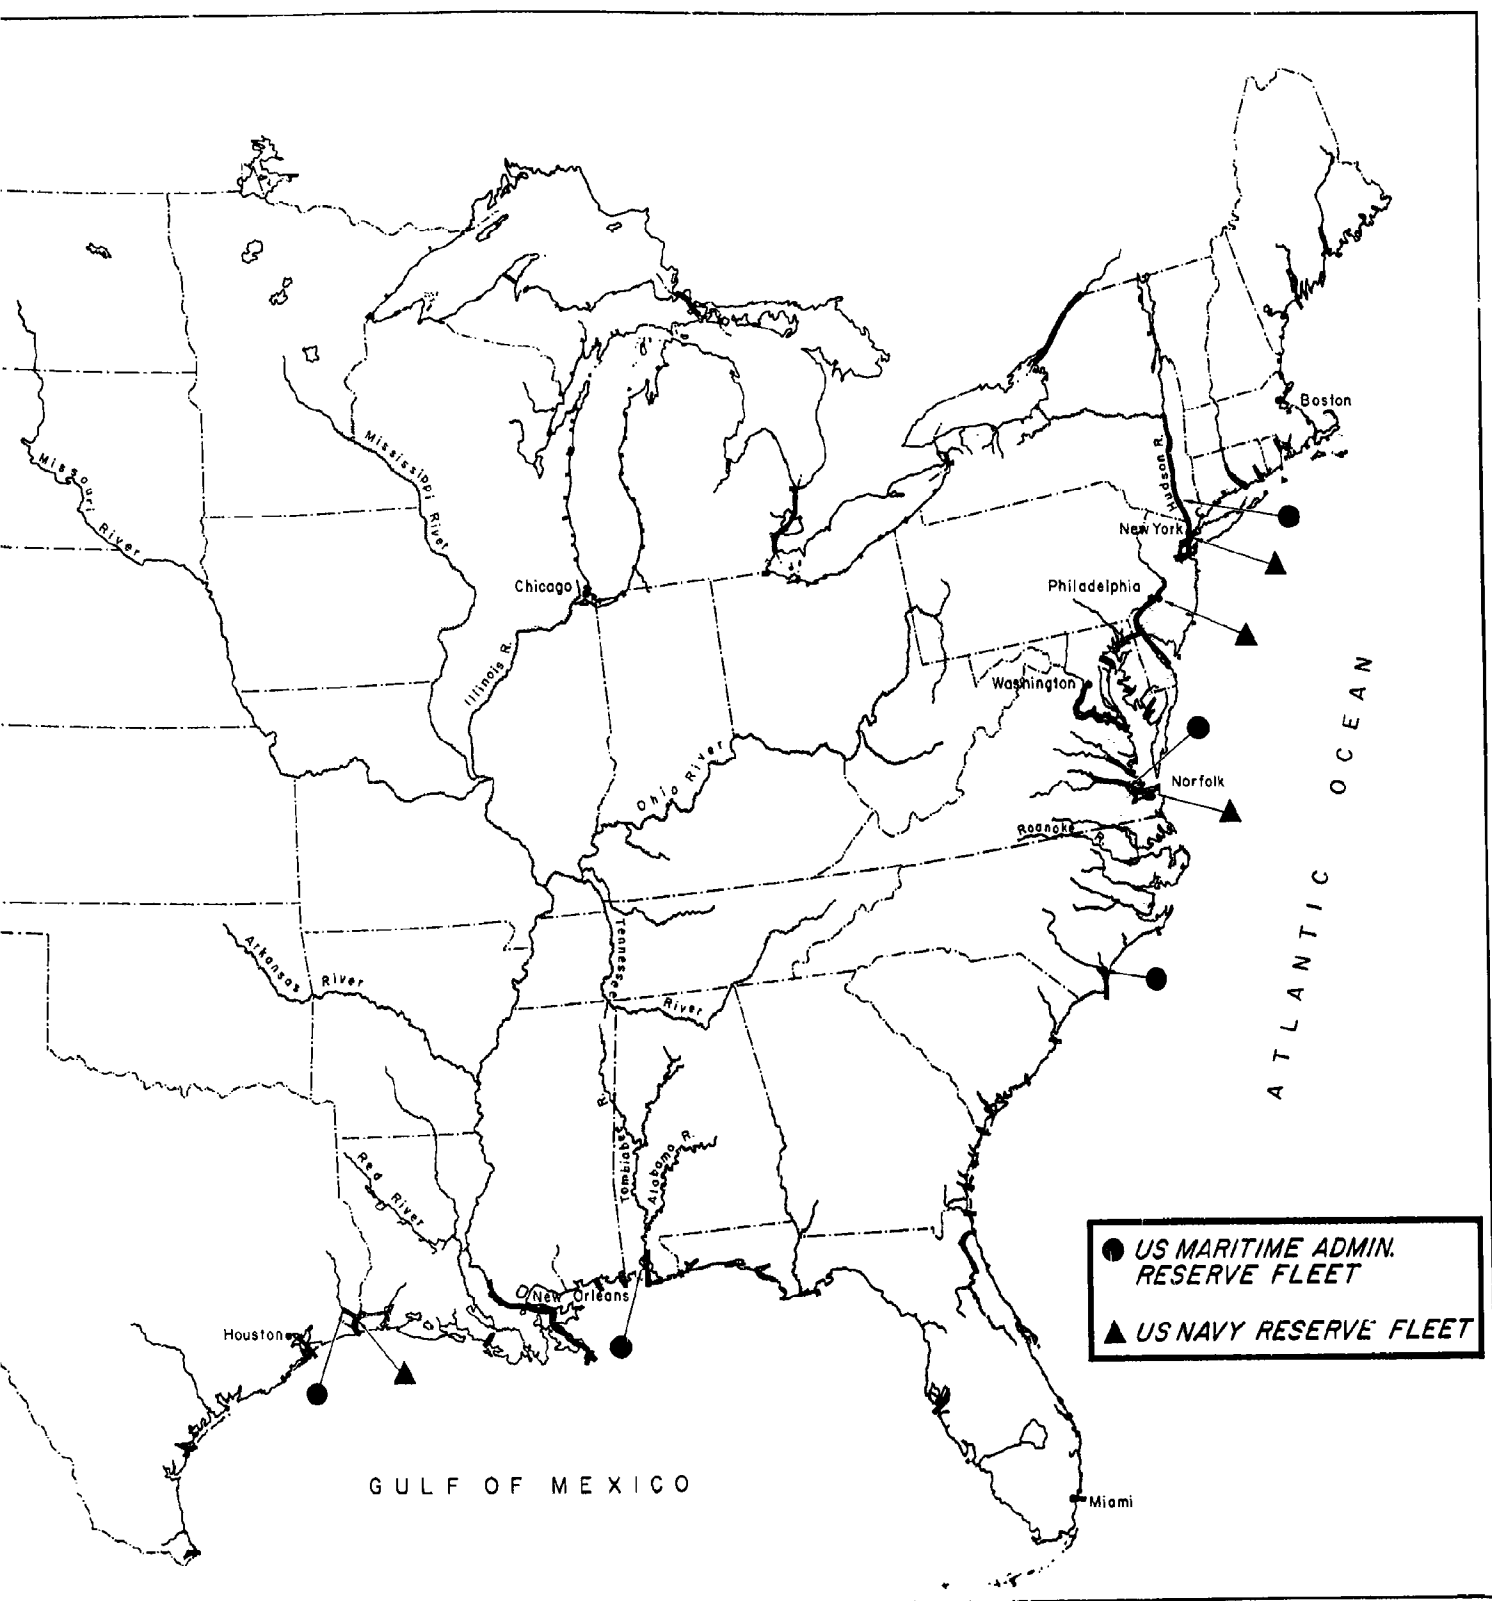 Boston
Mississippi River
Missouri River
Hudson R.
New York
Chicago
Philadelphia
Illinois R.
Washington
Ohio River
Norfolk
Roanoke R.
ATLANTIC OCEAN
Tennessee River
Arkansas River
Tombigbee R.
Alabama R.
Red River
US MARITIME ADMIN.
RESERVE FLEET
US NAVY RESERVE FLEET
New Orleans
Houston
GULF OF MEXICO
Miami